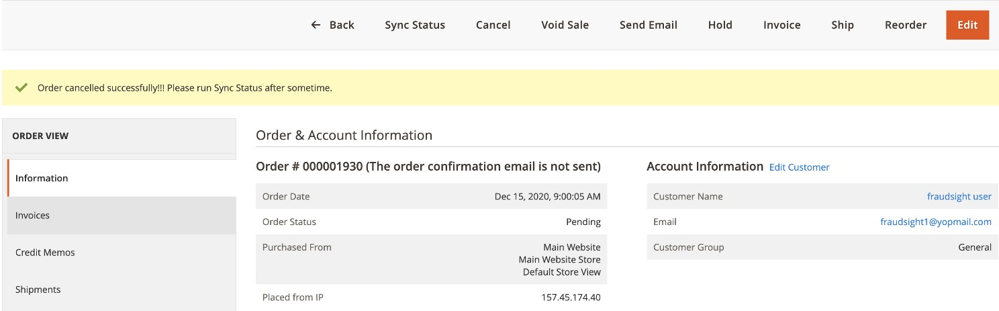 ← Back Sync Status Cancel Void Sale Send Email Hold Invoice Ship Reorder Edit
Order cancelled successfully!!! Please run Sync Status after sometime.
ORDER VIEW
Information
Invoices
Credit Memos
Shipments
Order & Account Information
Order # 000001930 (The order confirmation email is not sent)
Order Date Dec 15, 2020, 9:00:05 AM
Order Status Pending
Purchased From Main Website
Main Website Store
Default Store View
Placed from IP 157.45.174.40
Account Information Edit Customer
Customer Name fraudsight user
Email fraudsight1@yopmail.com
Customer Group General